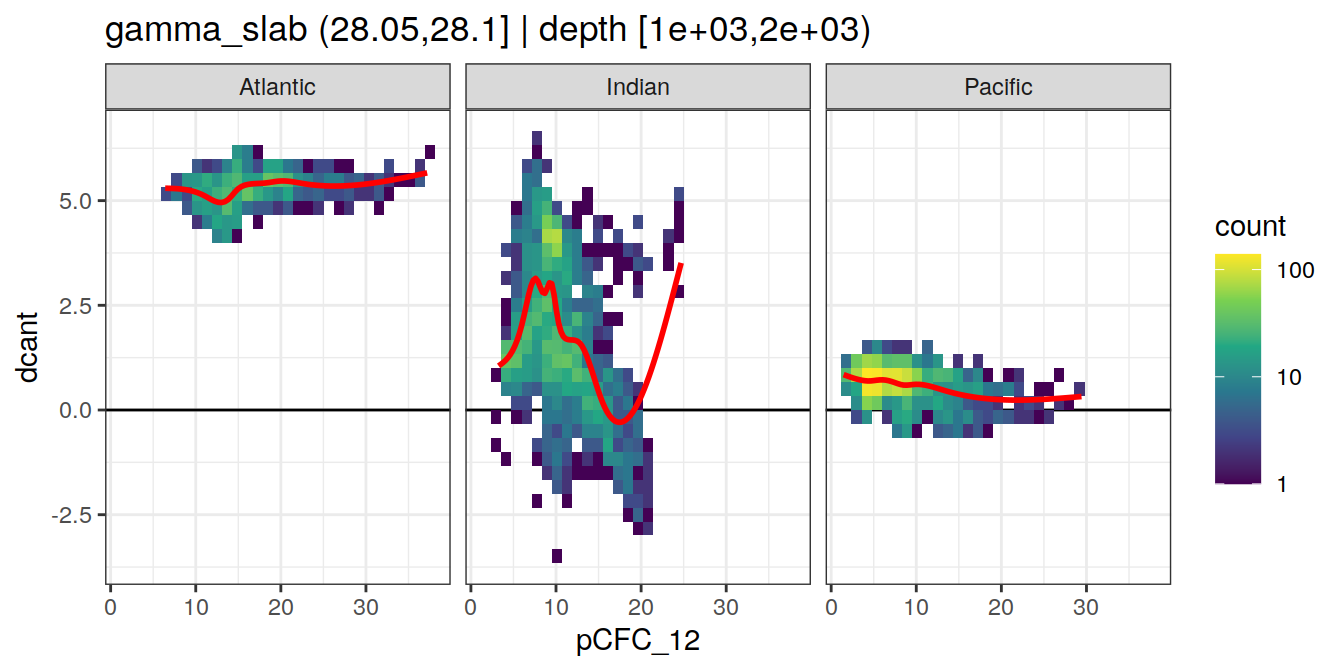 gamma_slab (28.05,28.1] | depth [1e+03,2e+03)
Atlantic Indian Pacific
dcant
5.0
2.5
0.0
-2.5
0 10 20 30 0 10 20 30 0 10 20 30
pCFC_12
count
100
10
1